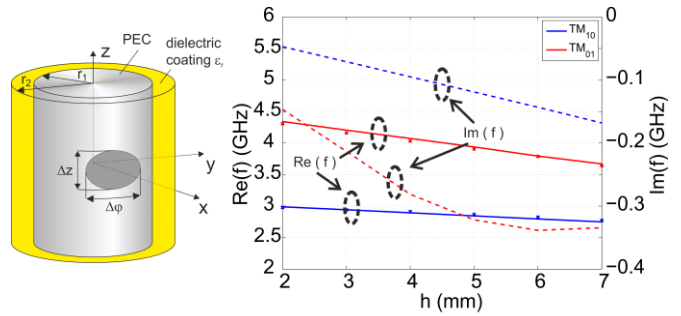 z
PEC
dielectric
coating εr
r1
r2
Δz
y
x
Δφ
6
5.5
5
4.5
4
3.5
3
2.5
2
Re(f) (GHz)
2
3
4
5
6
7
h (mm)
0
−0.1
−0.2
−0.3
−0.4
Im(f) (GHz)
TM10
TM01
Im ( f )
Re ( f )